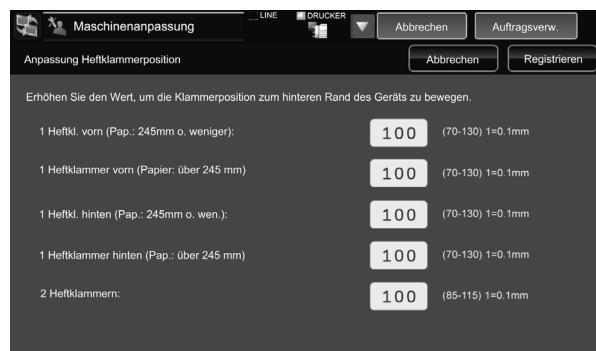 Maschinenanpassung LINE DRUCKER Abbrechen Auftragsverw.
Anpassung Heftklammerposition Abbrechen Registrieren
Erhöhen Sie den Wert, um die Klammerposition zum hinteren Rand des Geräts zu bewegen.
1 Heftkl. vorn (Pap.: 245mm o. weniger): 100 (70-130) 1=0.1mm
1 Heftklammer vorn (Papier: über 245 mm) 100 (70-130) 1=0.1mm
1 Heftkl. hinten (Pap.: 245mm o. wen.): 100 (70-130) 1=0.1mm
1 Heftklammer hinten (Pap.: über 245 mm) 100 (70-130) 1=0.1mm
2 Heftklammern: 100 (85-115) 1=0.1mm